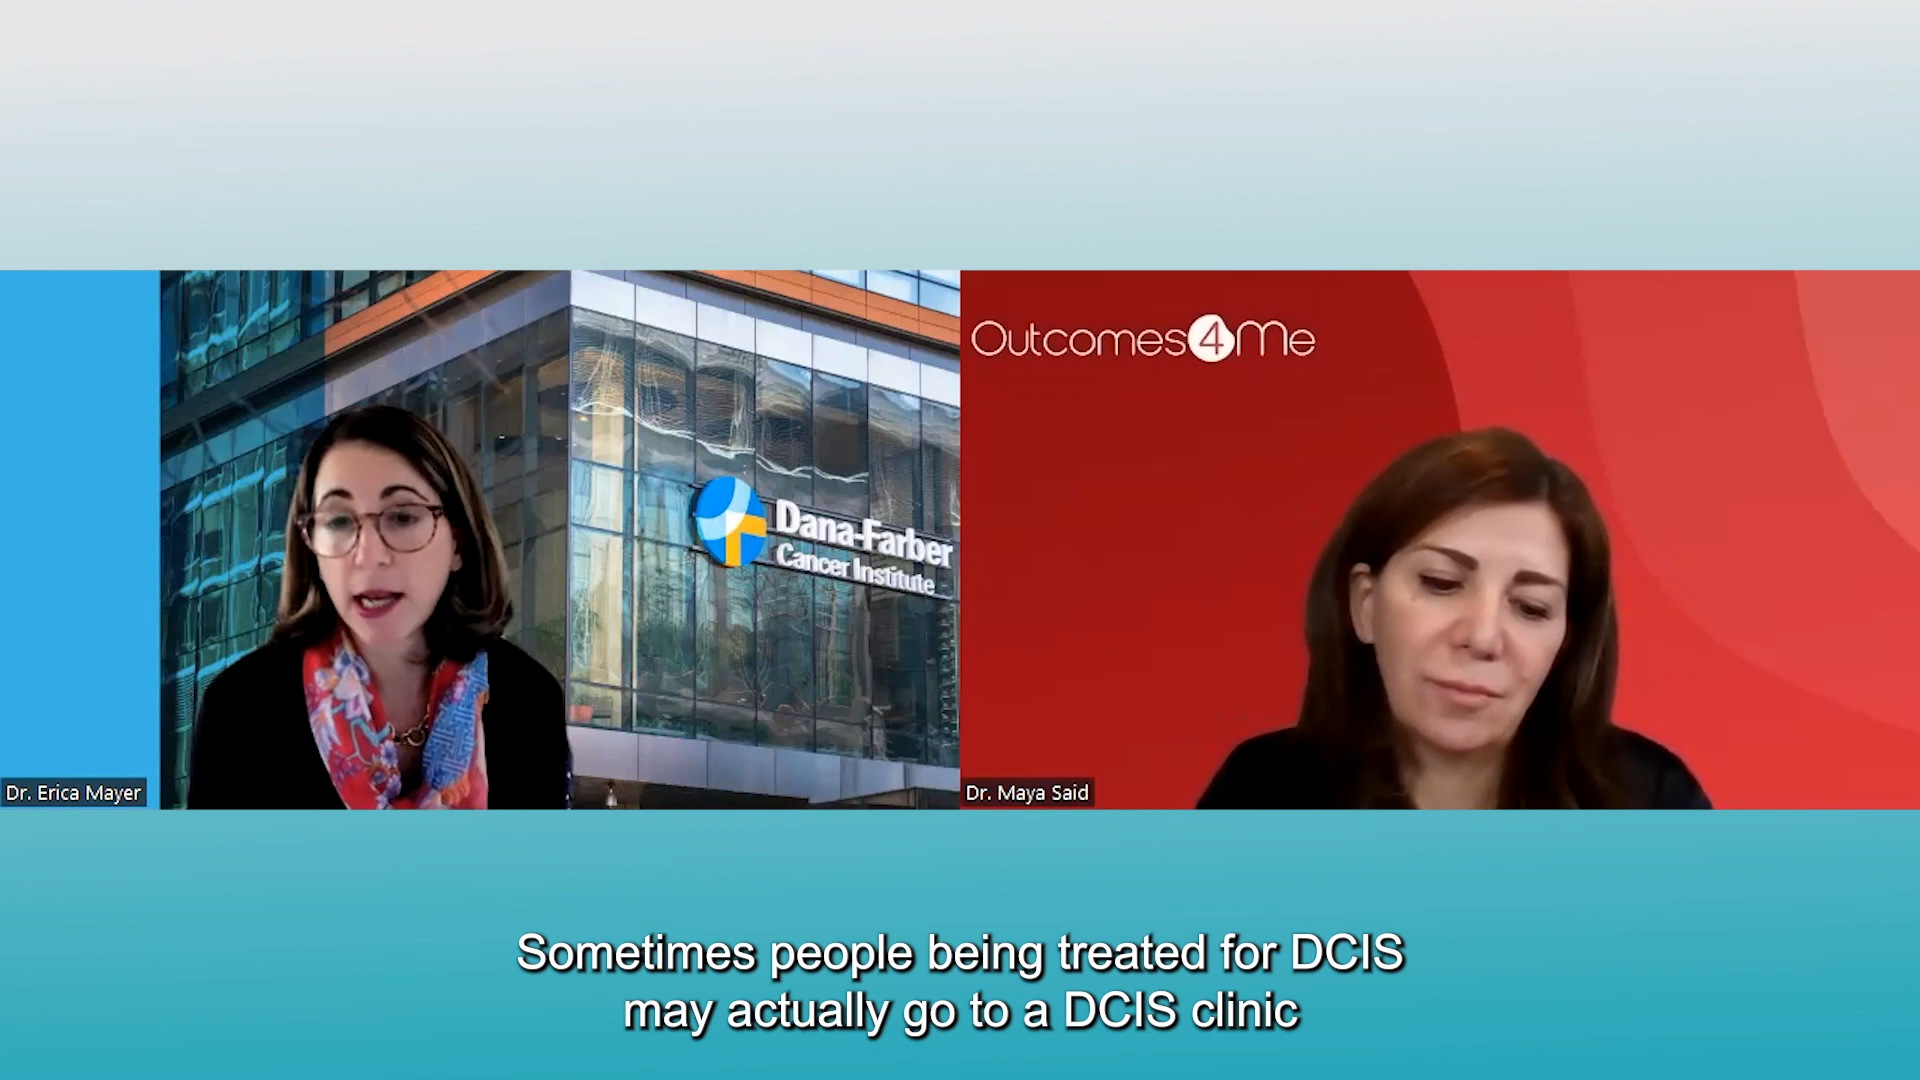 Outcomes4Me
Dana-Farber
Cancer Institute
Dr. Erica Mayer
Dr. Maya Said
Sometimes people being treated for DCIS
may actually go to a DCIS clinic